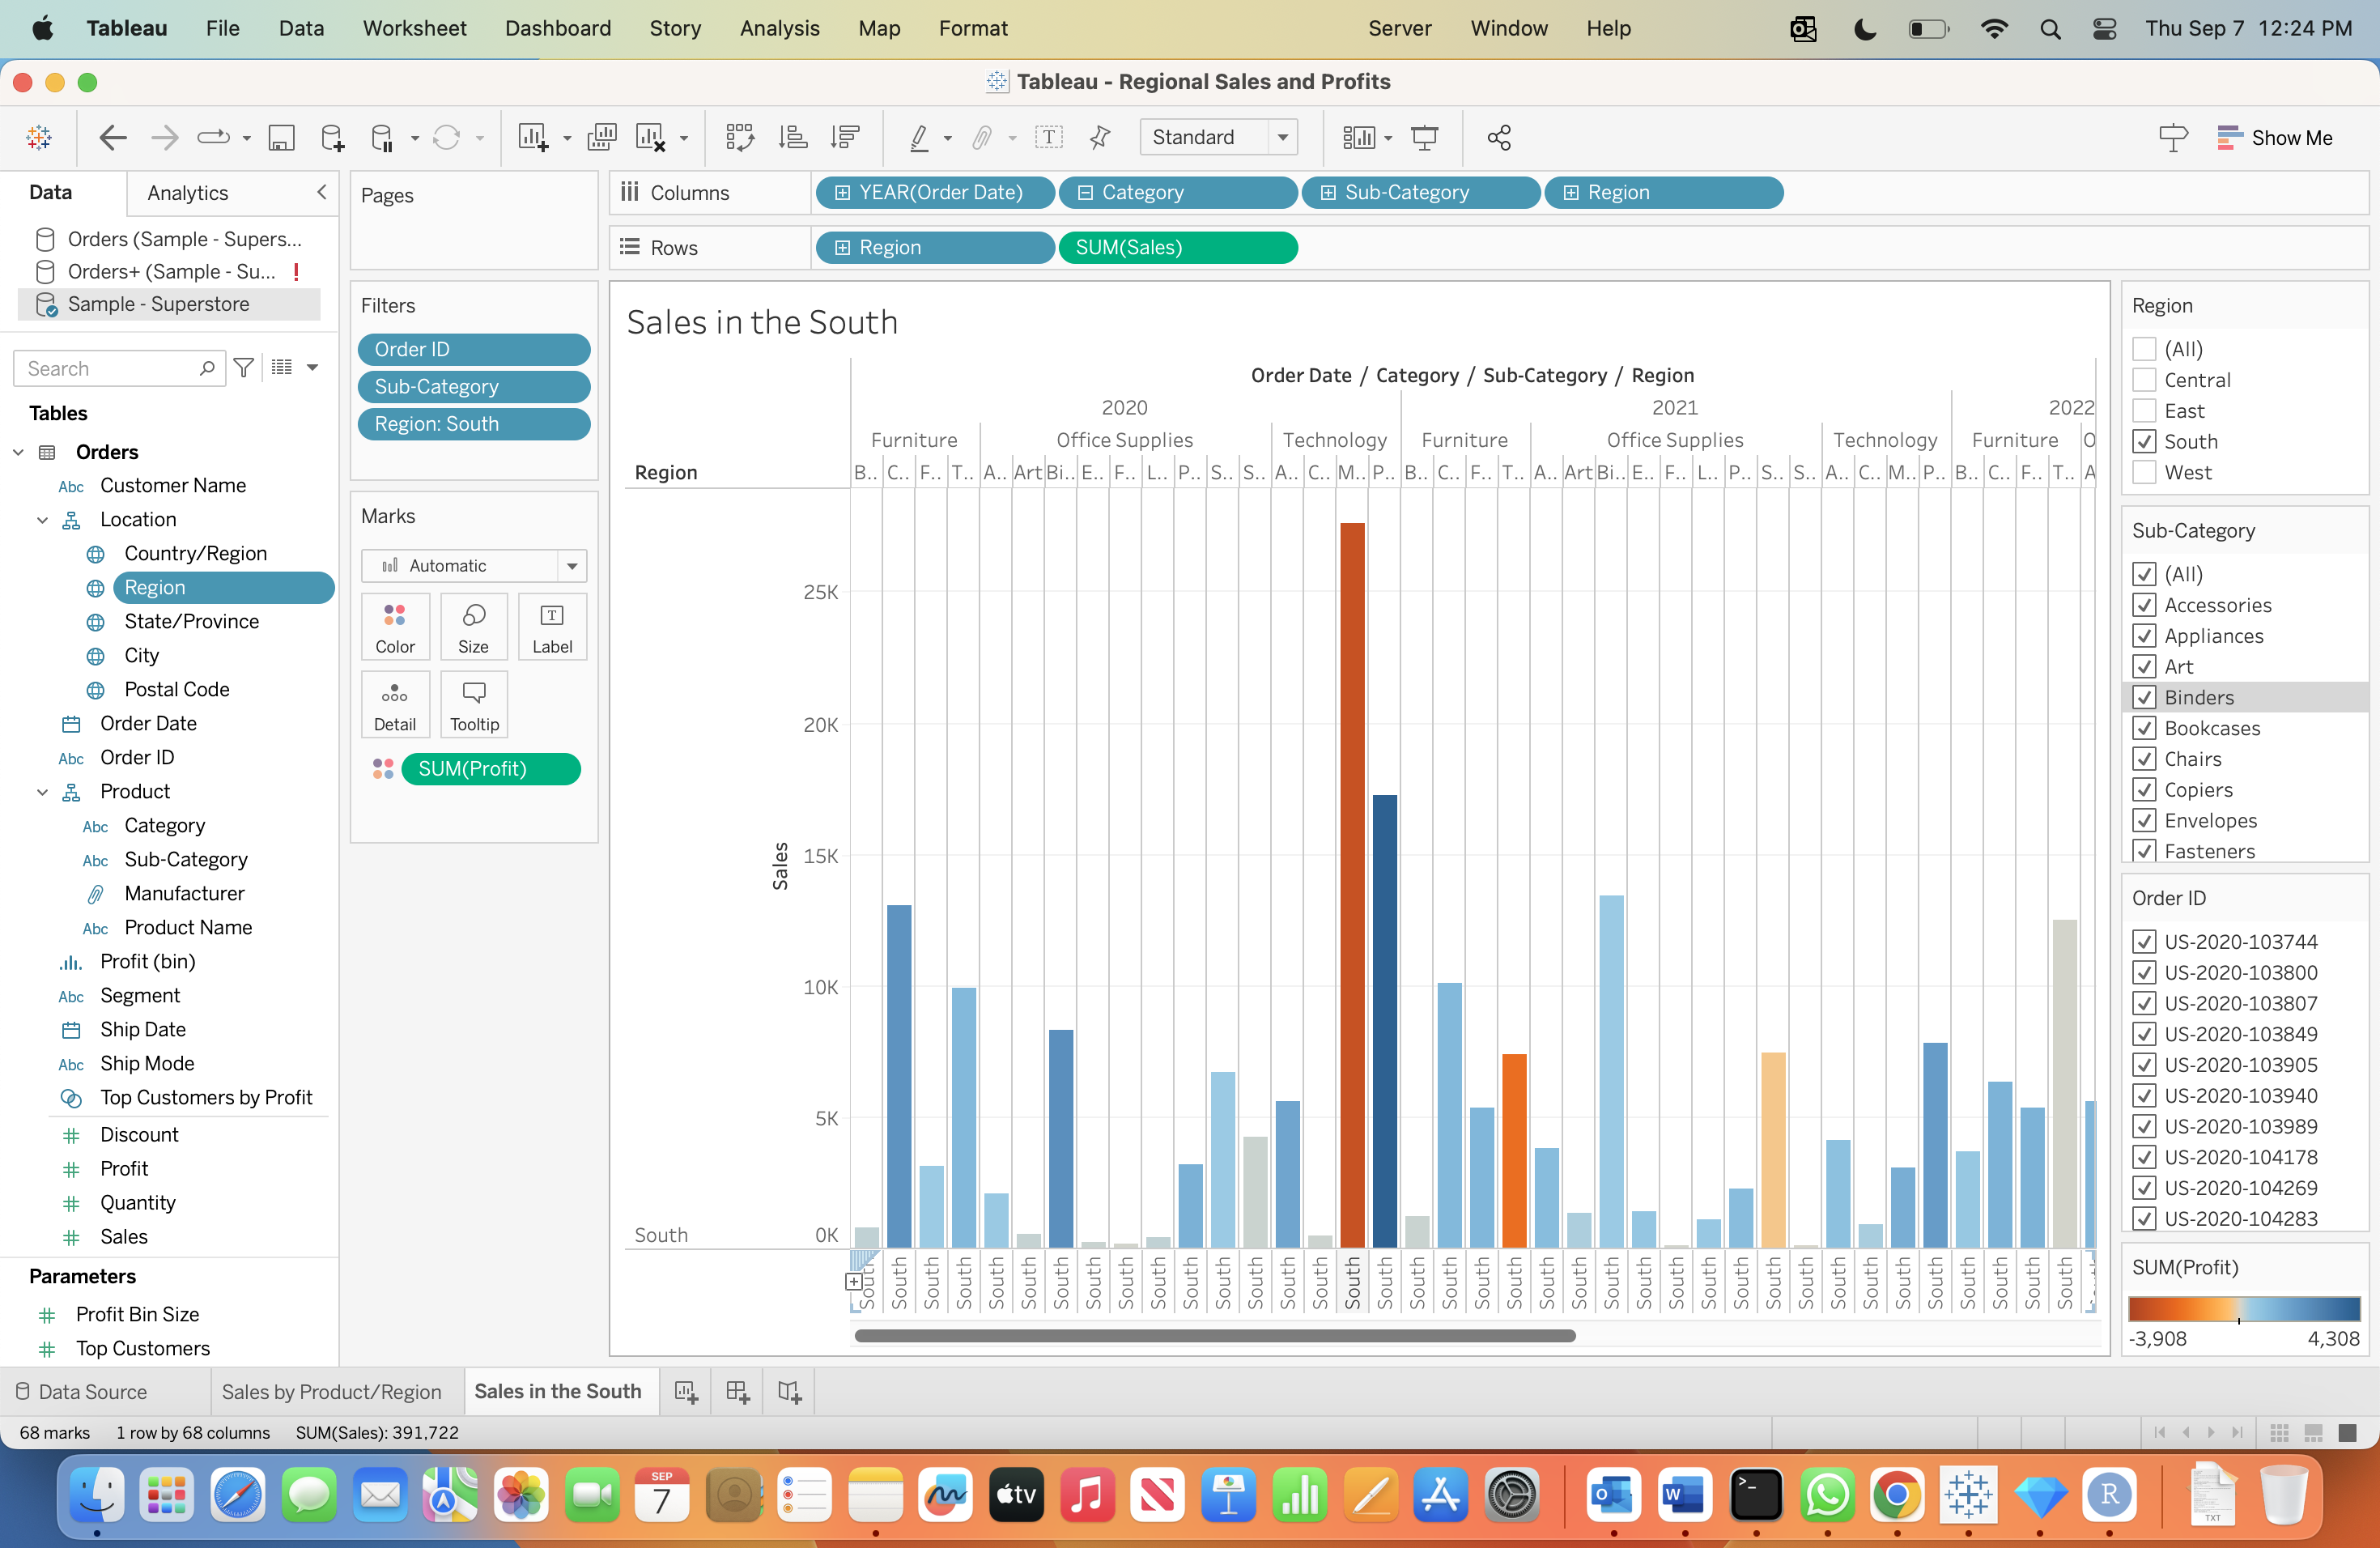 Tableau File Data Worksheet Dashboard Story Analysis Map Format Server Window Help Thu Sep 7 12:24 PM
Tableau - Regional Sales and Profits
Standard
Show Me
Data Analytics
Orders (Sample - Supers...
Orders+ (Sample - Su... !
Sample - Superstore
Search
Tables
Orders
Abc Customer Name
Location
Country/Region
Region
State/Province
City
Postal Code
Order Date
Abc Order ID
Product
Abc Category
Abc Sub-Category
Manufacturer
Abc Product Name
Profit (bin)
Abc Segment
Ship Date
Abc Ship Mode
Top Customers by Profit
# Discount
# Profit
# Quantity
# Sales
Parameters
# Profit Bin Size
# Top Customers
Pages
Filters
Order ID
Sub-Category
Region: South
Marks
Automatic
Color Size T Label
Detail Tooltip
SUM(Profit)
Columns YEAR(Order Date) Category Sub-Category Region
Rows Region SUM(Sales)
Sales in the South
Order Date / Category / Sub-Category / Region
2020 2021 2022
Furniture Office Supplies Technology Furniture Office Supplies Technology Furniture O
Region B.. C.. F.. T.. A.. Art Bi.. E.. F.. L.. P.. S.. S.. A.. C.. M.. P.. B.. C.. F.. T.. A.. Art Bi.. E.. F.. L.. P.. S.. S.. A.. C.. M.. P.. B.. C.. F.. T.. A
25K
20K
15K
Sales
10K
5K
South 0K
South South South South South South South South South South South South South South South South South South South South South South South South South South South South South South South South South South South South South South
Region
(All)
Central
East
South
West
Sub-Category
(All)
Accessories
Appliances
Art
Binders
Bookcases
Chairs
Copiers
Envelopes
Fasteners
Order ID
US-2020-103744
US-2020-103800
US-2020-103807
US-2020-103849
US-2020-103905
US-2020-103940
US-2020-103989
US-2020-104178
US-2020-104269
US-2020-104283
SUM(Profit)
-3,908 4,308
Data Source Sales by Product/Region Sales in the South
68 marks 1 row by 68 columns SUM(Sales): 391,722
SEP
7
tv
O
W
>_
R
TXT